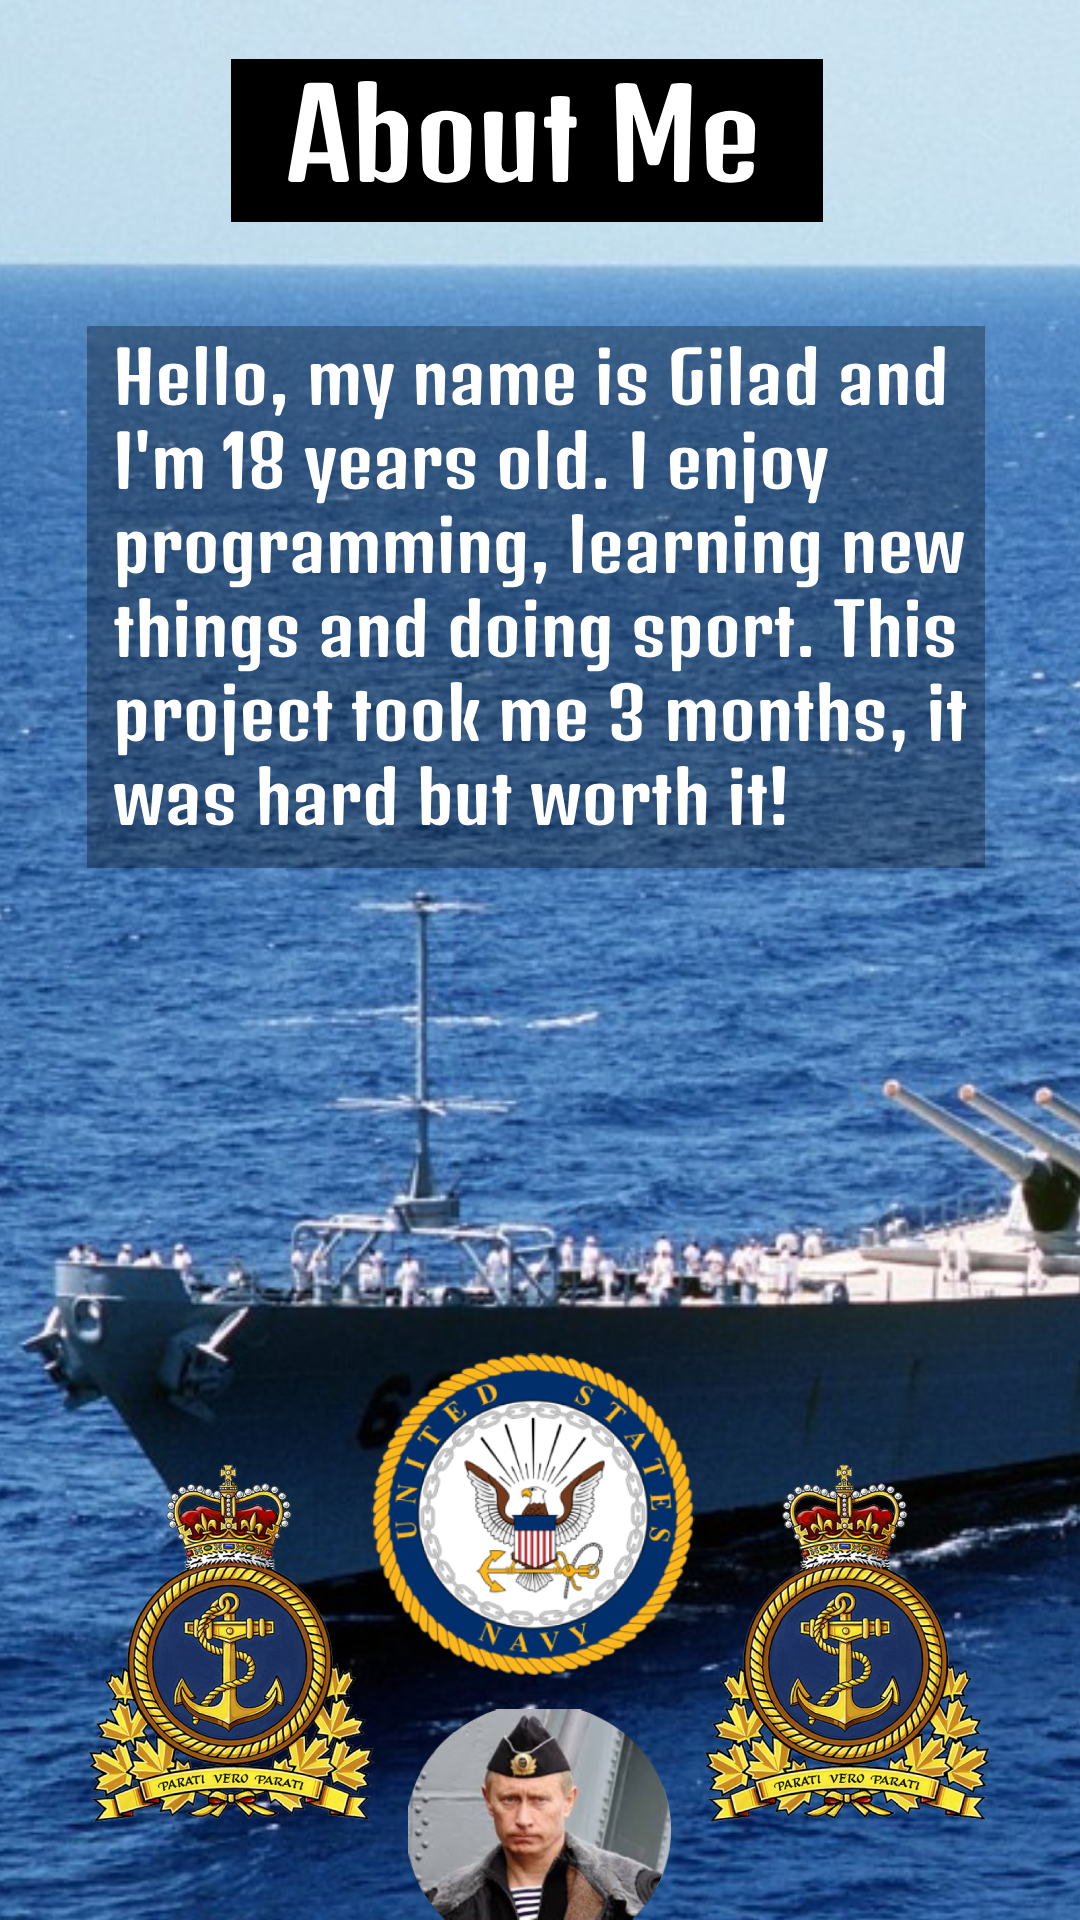 About Me
Hello, my name is Gilad and
I'm 18 years old. I enjoy
programming, learning new
things and doing sport. This
project took me 3 months, it
was hard but worth it!
6
UNITED STATES
NAVY
PARATI VERO PARATI
PARATI VERO PARATI